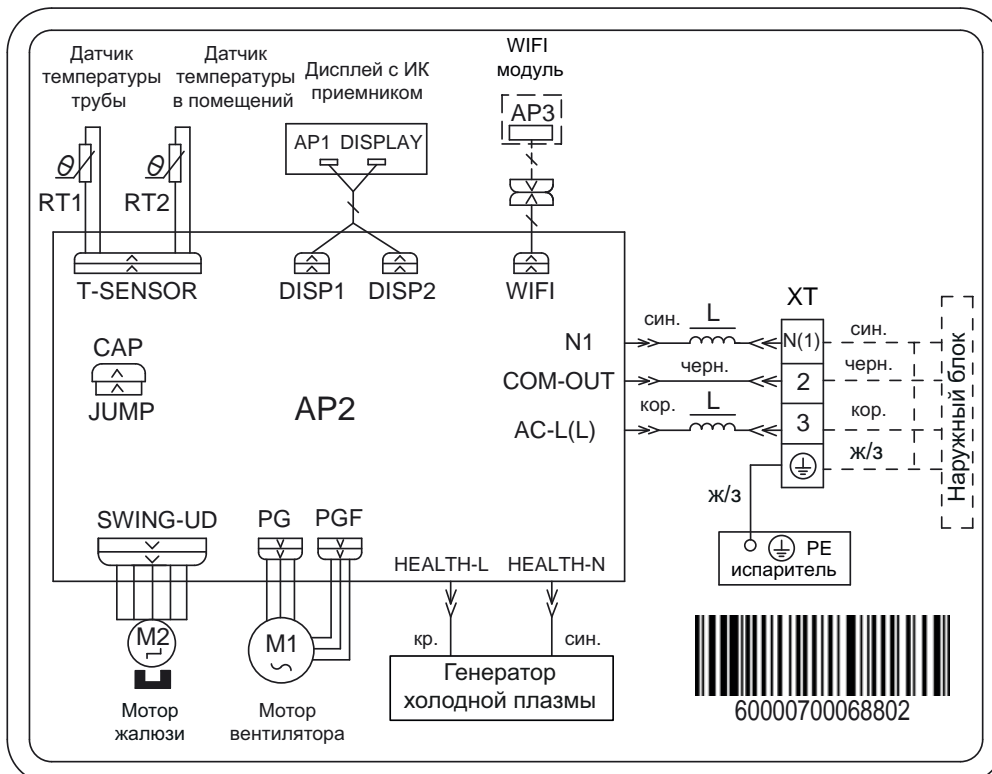 Датчик
температуры
трубы
Датчик
температуры
в помещений
Дисплей с ИК
приемником
WIFI
модуль
AP1 DISPLAY
AP3
θ
θ
RT1
RT2
T-SENSOR
DISP1
DISP2
WIFI
XT
CAP
JUMP
AP2
N1
син.
L
N(1)
син.
COM-OUT
черн.
2
черн.
AC-L(L)
кор.
L
3
кор.
ж/з
ж/з
Наружный блок
PE
испаритель
SWING-UD
PG
PGF
HEALTH-L
HEALTH-N
M2
M1
кр.
син.
Генератор
холодной плазмы
Мотор
жалюзи
Мотор
вентилятора
60000700068802